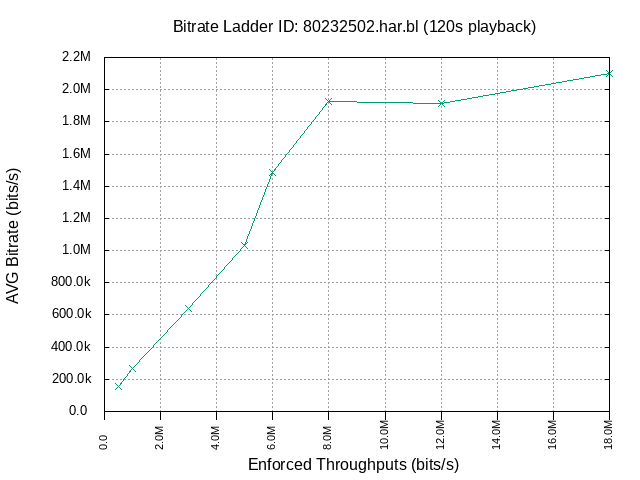 Bitrate Ladder ID: 80232502.har.bl (120s playback)
2.2M
2.0M
1.8M
1.6M
1.4M
1.2M
1.0M
800.0k
600.0k
400.0k
200.0k
0.0
AVG Bitrate (bits/s)
0.0
2.0M
4.0M
6.0M
8.0M
10.0M
12.0M
14.0M
16.0M
18.0M
Enforced Throughputs (bits/s)